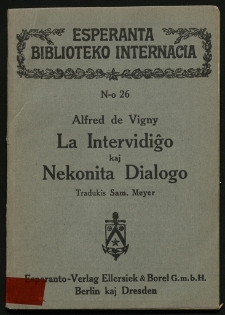 ESPERANTA
BIBLIOTEKO INTERNACIA
N-o 26
Alfred de Vigny
La Intervidiĝo
kaj
Nekonita Dialogo
Tradukis Sam. Meyer
Esperanto-Verlag Ellersiek & Borel G.m.b.H.
Berlin kaj Dresden